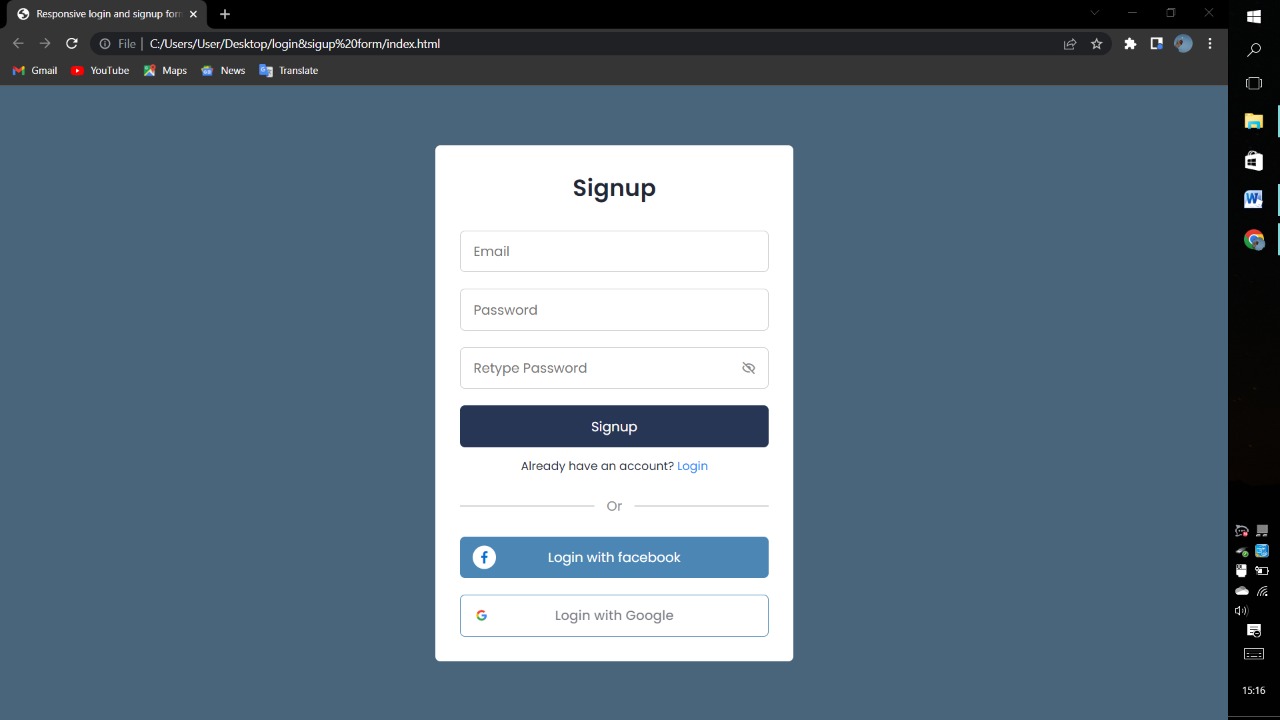 Responsive login and signup for
File
C:/Users/User/Desktop/login&sigup%20form/index.html
Gmail
YouTube
Maps
News
Translate
Signup
Email
Password
Retype Password
Signup
Already have an account? Login
Or
Login with facebook
Login with Google
15:16